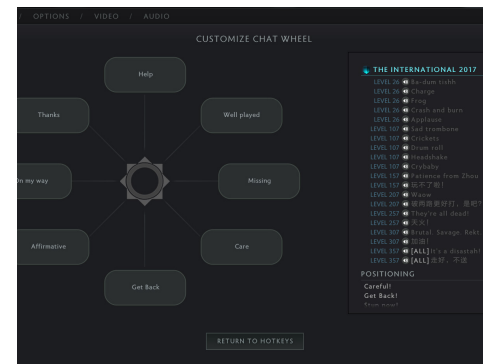 / OPTIONS / VIDEO / AUDIO
CUSTOMIZE CHAT WHEEL
Help
Thanks
Well played
On my way
Missing
Affirmative
Care
Get Back
RETURN TO HOTKEYS
THE INTERNATIONAL 2017
LEVEL 26 Ba-dum tishh
LEVEL 26 Charge
LEVEL 26 Frog
LEVEL 26 Crash and burn
LEVEL 26 Applause
LEVEL 107 Sad trombone
LEVEL 107 Crickets
LEVEL 107 Drum roll
LEVEL 107 Headshake
LEVEL 107 Crybaby
LEVEL 157 Patience from Zhou
LEVEL 157 玩不了啦!
LEVEL 207 Waow
LEVEL 207
LEVEL 257 They're all dead!
LEVEL 257 天火!
LEVEL 307 Brutal. Savage. Rekt.
LEVEL 307 加油!
LEVEL 357 [ALL] It's a disastah!
LEVEL 357 [ALL] 走好，不送
POSITIONING
Careful!
Get Back!